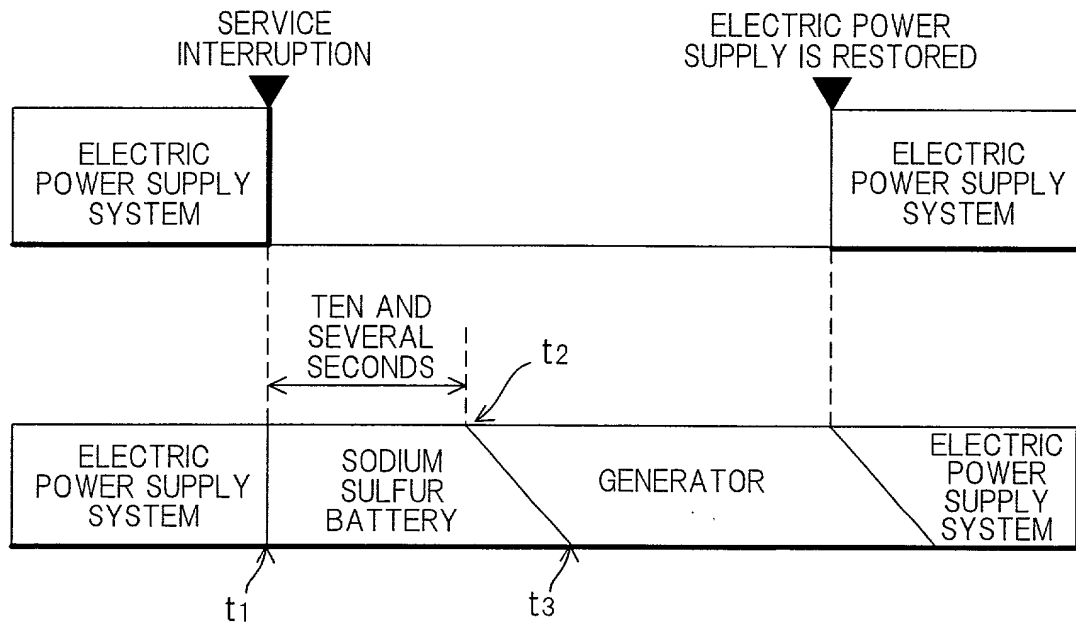 SERVICE
INTERRUPTION
ELECTRIC POWER
SUPPLY IS RESTORED
ELECTRIC
POWER SUPPLY
SYSTEM
ELECTRIC
POWER SUPPLY
SYSTEM
TEN AND
SEVERAL
SECONDS
t2
ELECTRIC
POWER SUPPLY
SYSTEM
SODIUM
SULFUR
BATTERY
GENERATOR
ELECTRIC
POWER
SUPPLY
SYSTEM
t1
t3